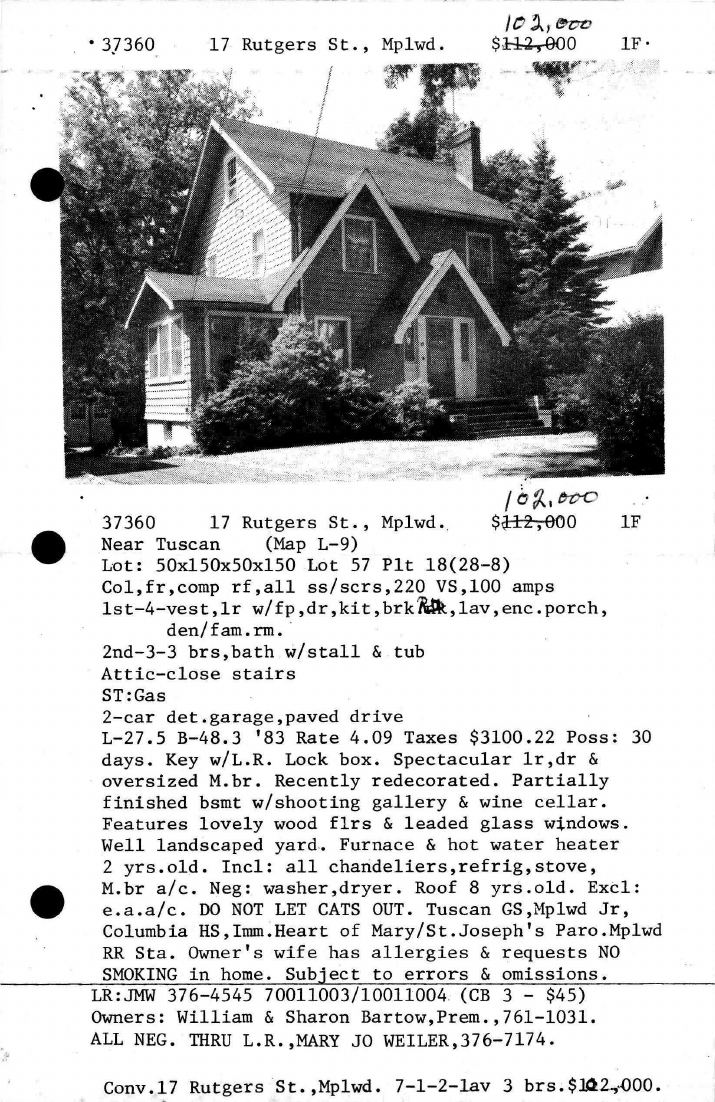 102,000
37360 17 Rutgers St., Mplwd. $112,000 1F
102,000
37360 17 Rutgers St., Mplwd. $112,000 1F
Near Tuscan (Map L-9)
Lot: 50x150x50x150 Lot 57 Plt 18(28-8)
Col,fr,comp rf,all ss/scrs,220 VS,100 amps
1st-4-vest,lr w/fp,dr,kit,brk ,lav,enc.porch,
den/fam.rm.
2nd-3-3 brs,bath w/stall & tub
Attic-close stairs
ST:Gas
2-car det.garage,paved drive
L-27.5 B-48.3 '83 Rate 4.09 Taxes $3100.22 Poss: 30
days. Key w/L.R. Lock box. Spectacular lr,dr &
oversized M.br. Recently redecorated. Partially
finished bsmt w/shooting gallery & wine cellar.
Features lovely wood flrs & leaded glass windows.
Well landscaped yard. Furnace & hot water heater
2 yrs.old. Incl: all chandeliers,refrig,stove,
M.br a/c. Neg: washer,dryer. Roof 8 yrs.old. Excl:
e.a.a/c. DO NOT LET CATS OUT. Tuscan GS,Mplwd Jr,
Columbia HS,Imm.Heart of Mary/St.Joseph's Paro.Mplwd
RR Sta. Owner's wife has allergies & requests NO
SMOKING in home. Subject to errors & omissions.
LR:JMW 376-4545 70011003/10011004 (CB 3 - $45)
Owners: William & Sharon Bartow,Prem.,761-1031.
ALL NEG. THRU L.R.,MARY JO WEILER,376-7174.
Conv.17 Rutgers St.,Mplwd. 7-1-2-lav 3 brs.$102,000.